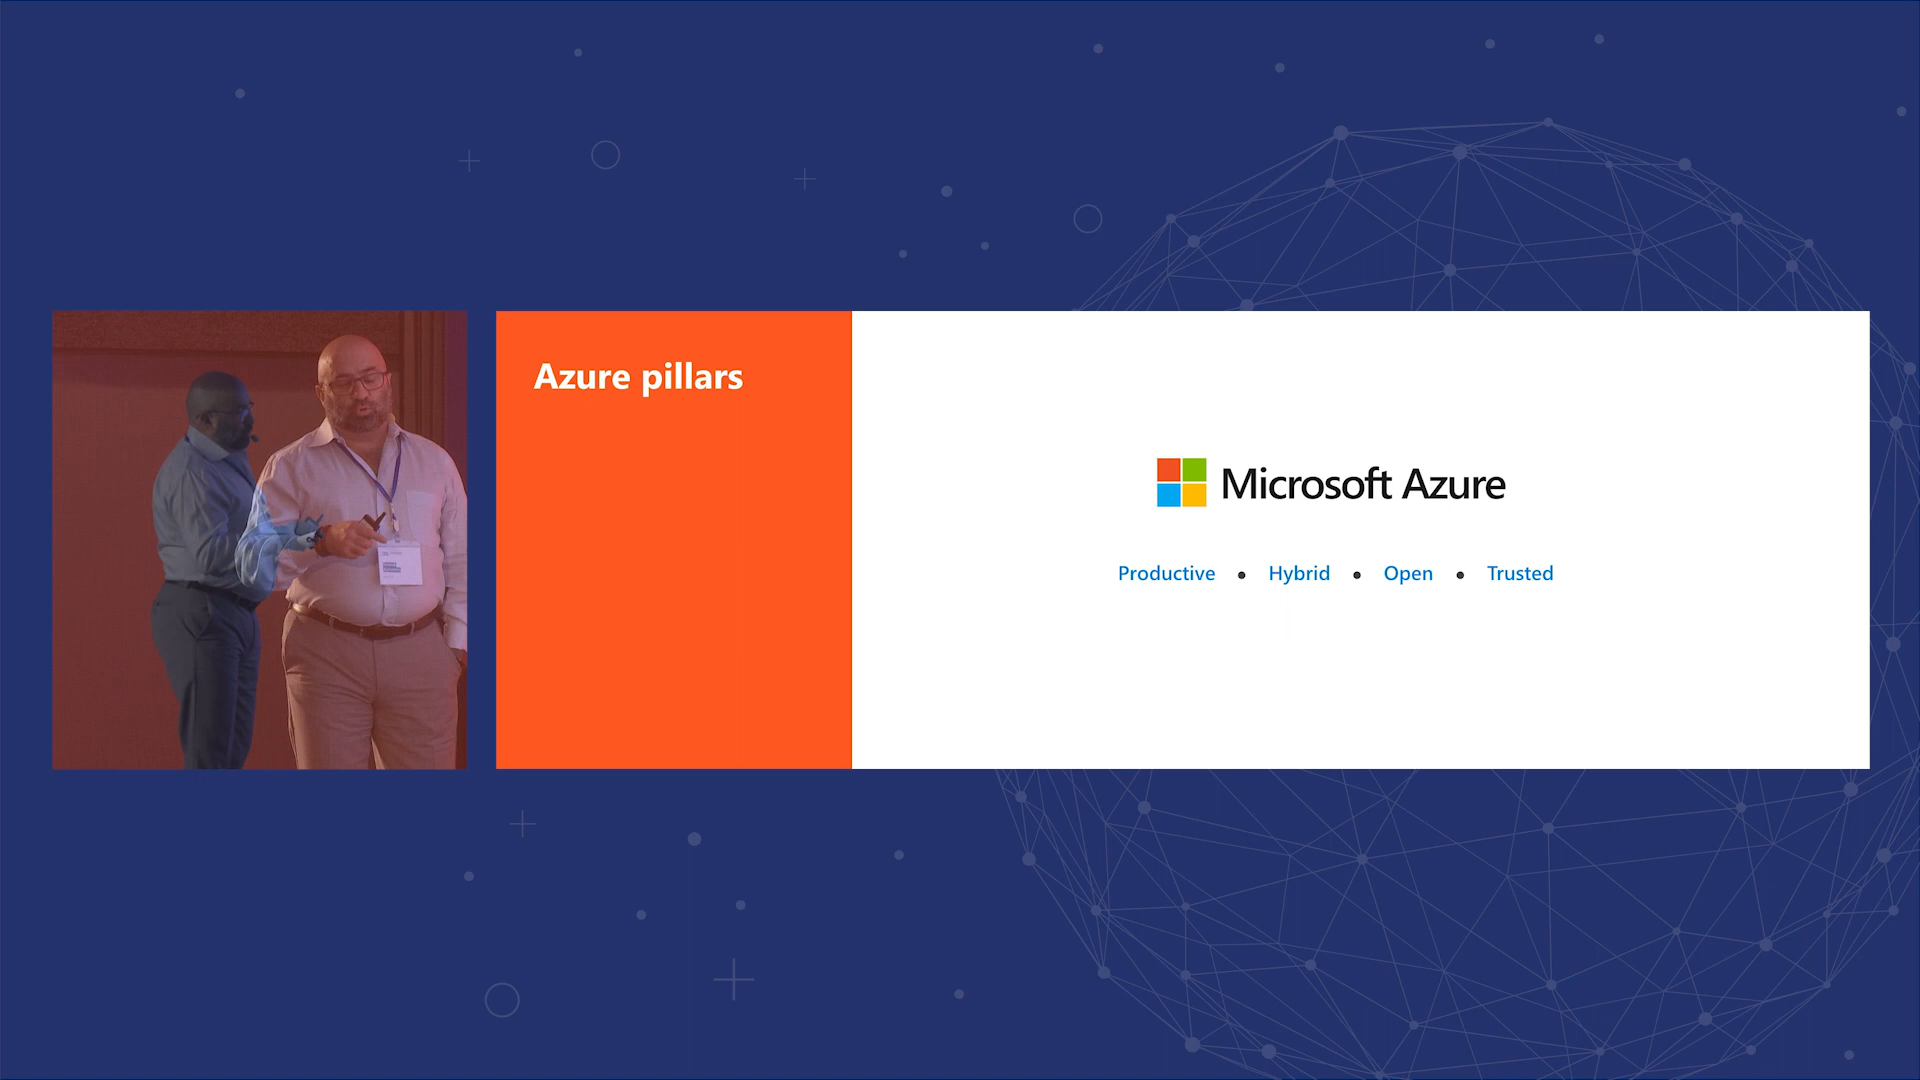 Azure pillars
Microsoft Azure
Productive • Hybrid • Open • Trusted